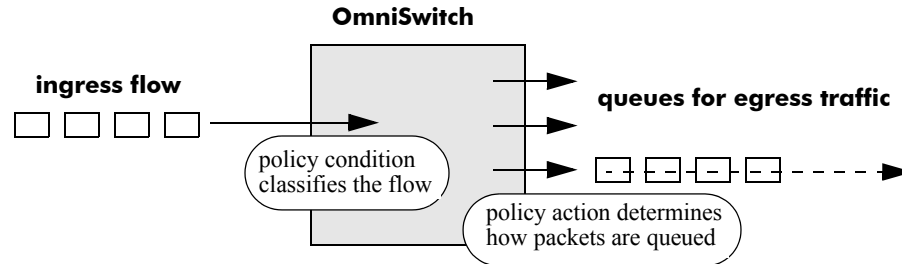 OmniSwitch
ingress flow
queues for egress traffic
policy condition
classifies the flow
policy action determines
how packets are queued